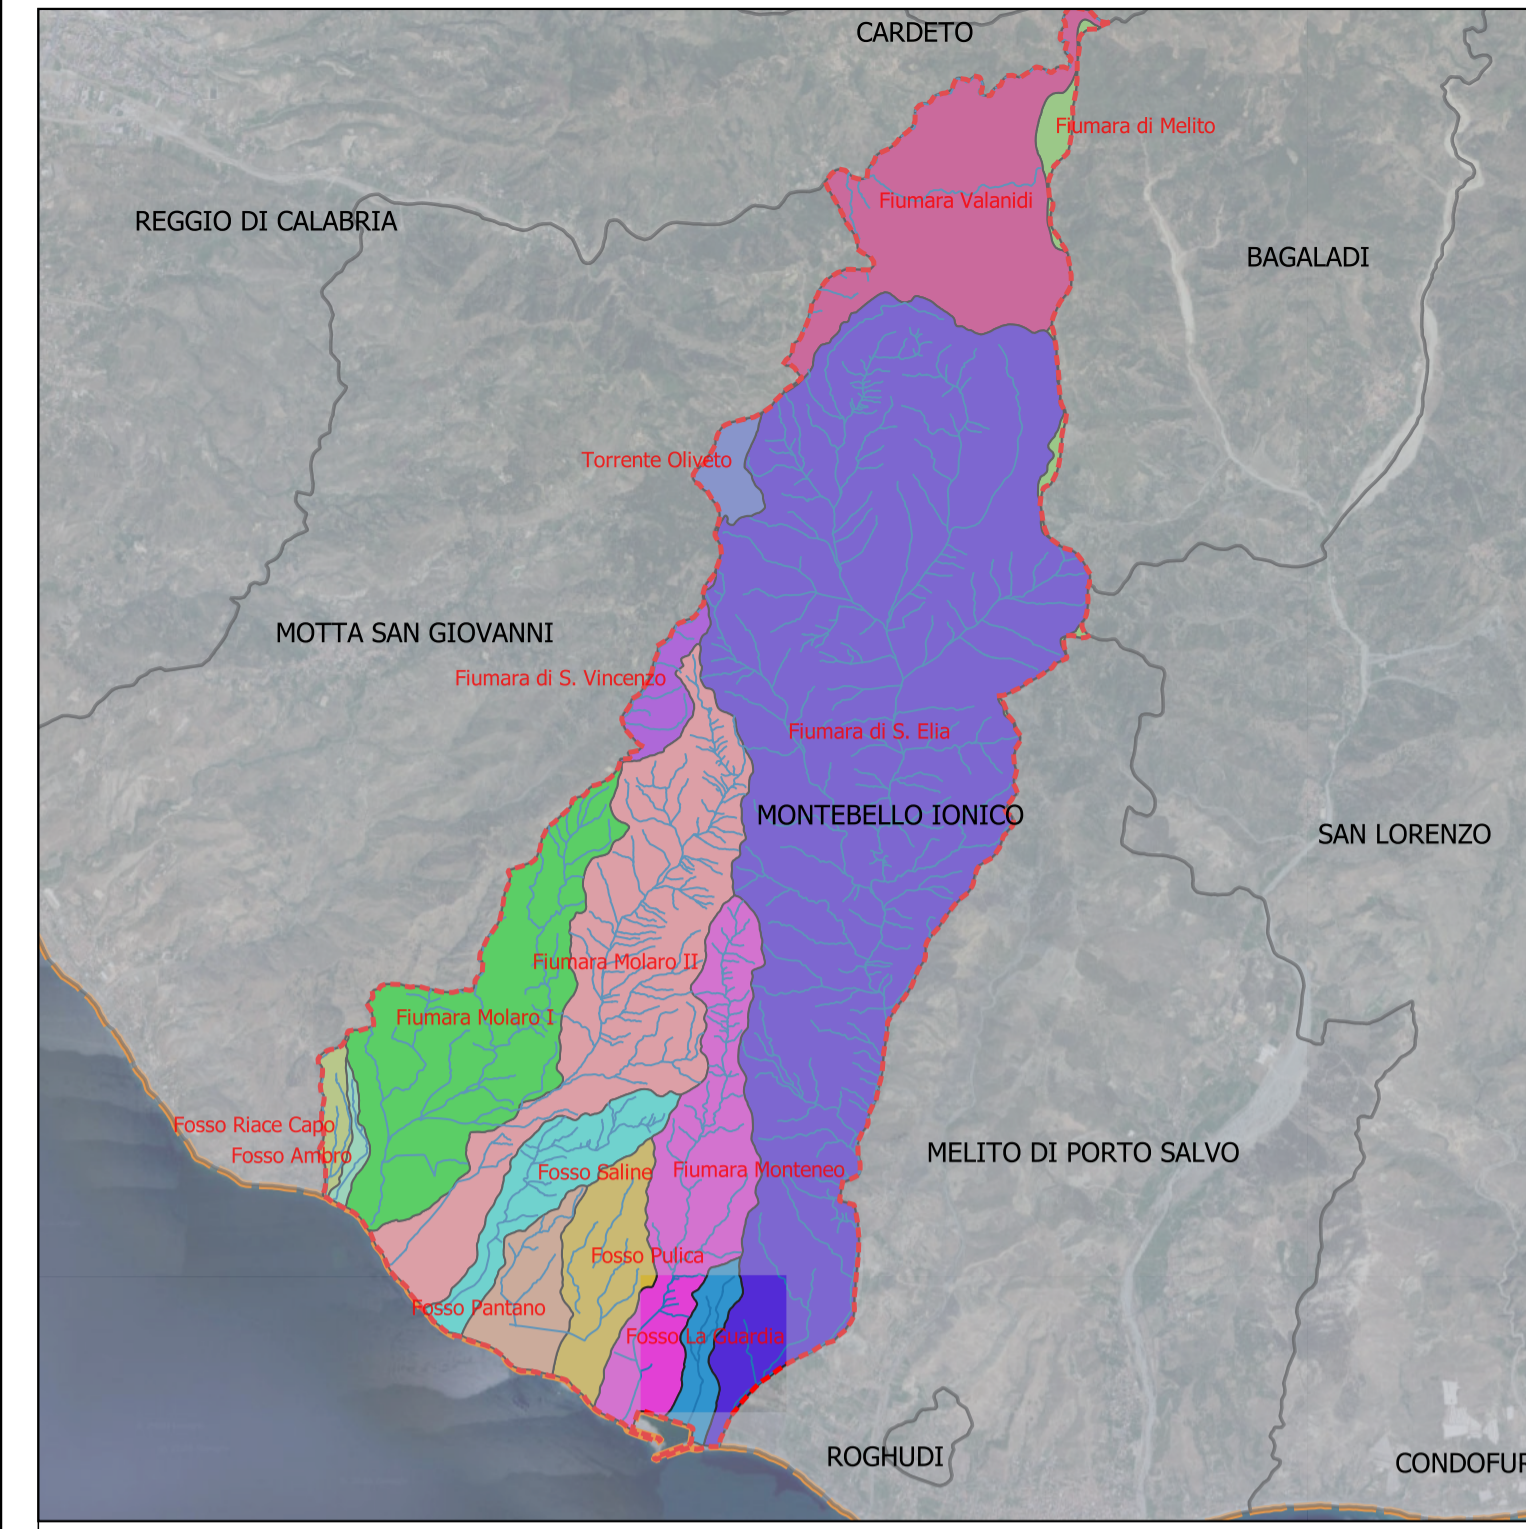 CARDETO
Fiumara di Melito
Fiumara Valanidi
REGGIO DI CALABRIA
BAGALADI
Torrente Oliveto
MOTTA SAN GIOVANNI
Fiumara di S. Vincenzo
Fiumara di S. Elia
MONTEBELLO IONICO
SAN LORENZO
Fiumara Molaro II
Fiumara Molaro I
Fosso Riace Capo
Fosso Ambro
MELITO DI PORTO SALVO
Fosso Saline
Fiumara Monteneo
Fosso Pulica
Fosso Pantano
Fosso La Guardia
ROGHUDI
CONDOFUR